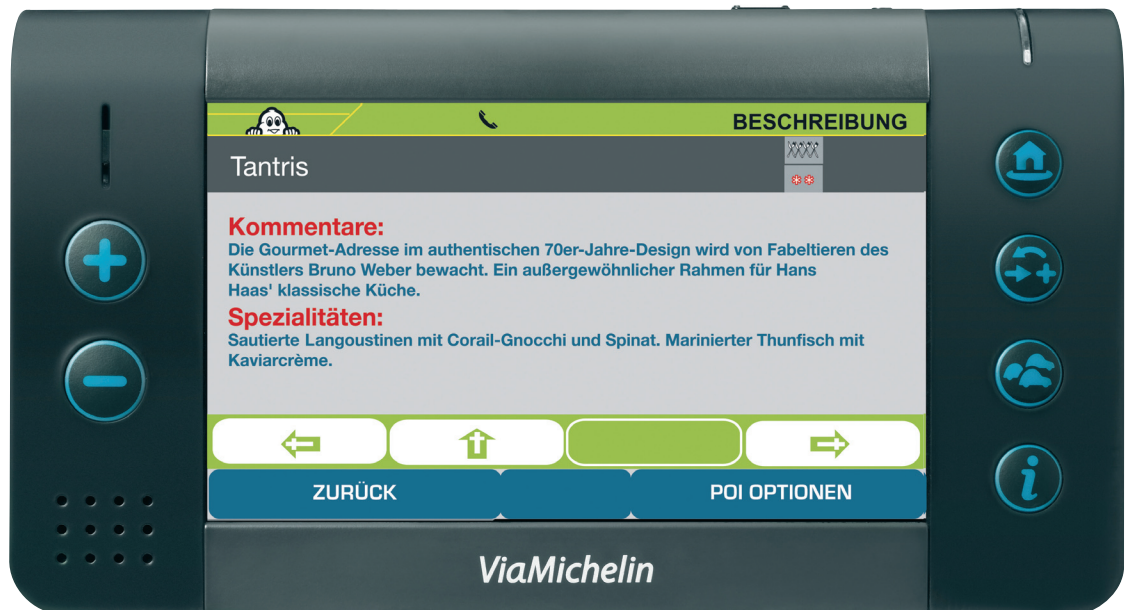 BESCHREIBUNG
Tantris
Kommentare:
Die Gourmet-Adresse im authentischen 70er-Jahre-Design wird von Fabeltieren des
Künstlers Bruno Weber bewacht. Ein außergewöhnlicher Rahmen für Hans
Haas' klassische Küche.
Spezialitäten:
Sautierte Langoustinen mit Corail-Gnocchi und Spinat. Marinierter Thunfisch mit
Kaviarcrème.
ZURÜCK
POI OPTIONEN
ViaMichelin